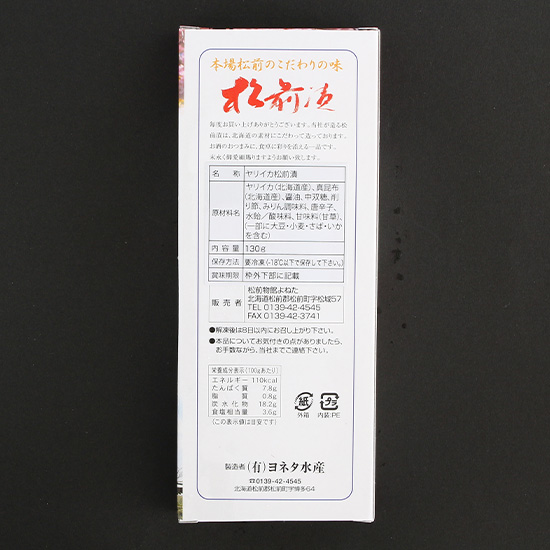 本場松前のこだわりの味
松前漬
毎度お買い上げありがとうございます。当社が造る松
前漬は、北海道の素材にこだわって造っております。
お酒のおつまみに、食卓に彩りを添える一品です。
末永く御愛顧賜りますようお願い致します。
名 称 ヤリイカ松前漬
原材料名 ヤリイカ(北海道産)、真昆布
(北海道産)、醤油、中双糖、削
り節、みりん調味料、唐辛子、
水飴／酸味料、甘味料(甘草)、
(一部に大豆・小麦・さば・いか
を含む)
内容量 130g
保存方法 要冷凍(-18℃以下で保存して下さい。)
賞味期限 枠外下部に記載
販売者 松前物館よねた
北海道松前郡松前町字松城57
TEL 0139-42-4545
FAX 0139-42-3741
●解凍後は8日以内にお召し上がり下さい。
●本品についてお気付きの点がありましたら、
お手数ながら、当社までご連絡下さい。
栄養成分表示(100gあたり)
エネルギー 110kcal
たんぱく質 7.8g
脂質 0.8g
炭水化物 18.2g
食塩相当量 3.6g
(この表示値は目安です)
紙 プラ
外箱 内装:PE
製造者 (有)ヨネタ水産
☎0139-42-4545
北海道松前郡松前町字博多64